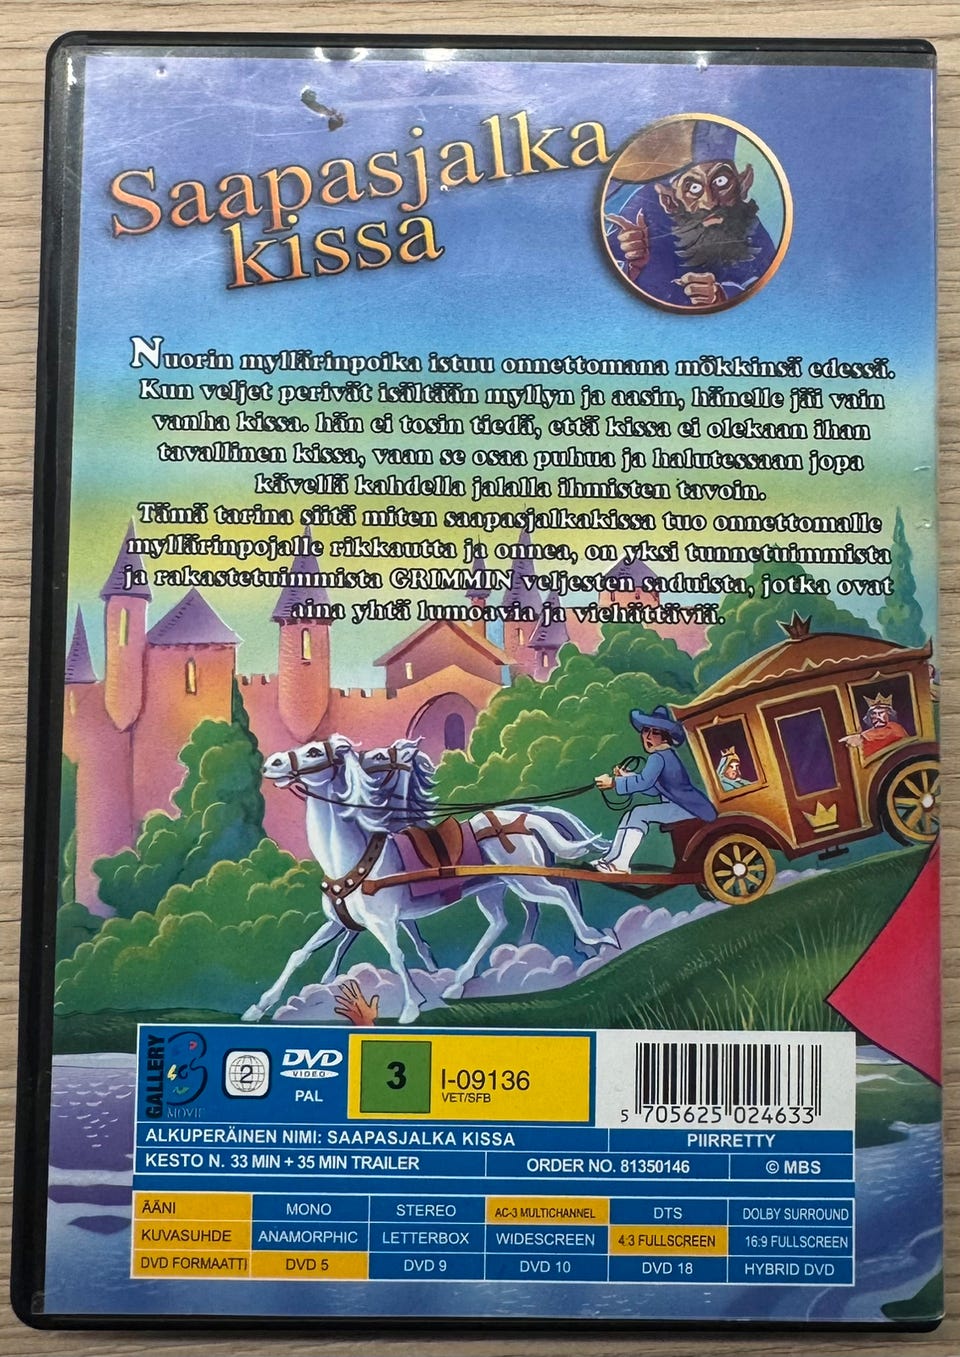 Saapasjalka
kissa
Nuorin myllärinpoika istuu onnettomana mökkinsä edessä.
Kun veljet perivät isältään myllyn ja aasin, hänelle jäi vain
vanha kissa. hän ei tosin tiedä, että kissa ei olekaan ihan
tavallinen kissa, vaan se osaa puhua ja halutessaan jopa
kävellä kahdella jalalla ihmisten tavoin.
Tämä tarina siitä miten saapasjalkakissa tuo onnettomalle
myllärinpojalle rikkautta ja onnea, on yksi tunnetuimmista
ja rakastetuimmista GRIMMIN veljesten saduista, jotka ovat
aina yhtä lumoavia ja viehättäviä.
GALLERY
MOVIE
2
DVD
VIDEO
PAL
3
I-09136
VET/SFB
5 705625 024633
ALKUPERÄINEN NIMI: SAAPASJALKA KISSA PIIRRETTY
KESTO N. 33 MIN + 35 MIN TRAILER ORDER NO. 81350146 © MBS
ÄÄNI MONO STEREO AC-3 MULTICHANNEL DTS DOLBY SURROUND
KUVASUHDE ANAMORPHIC LETTERBOX WIDESCREEN 4:3 FULLSCREEN 16:9 FULLSCREEN
DVD FORMAATTI DVD 5 DVD 9 DVD 10 DVD 18 HYBRID DVD